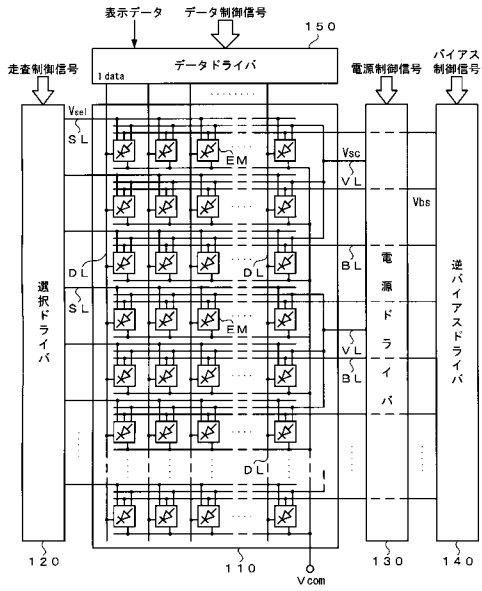 表示データ
データ制御信号
150
走査制御信号
データドライバ
電源制御信号
バイアス
制御信号
Idata
Vsel
SL
EM
Vsc
VL
Vbs
DL
DL
BL
選択ドライバ
SL
EM
電源ドライバ
逆バイアスドライバ
VL
BL
DL
120
110
130
140
Vcom